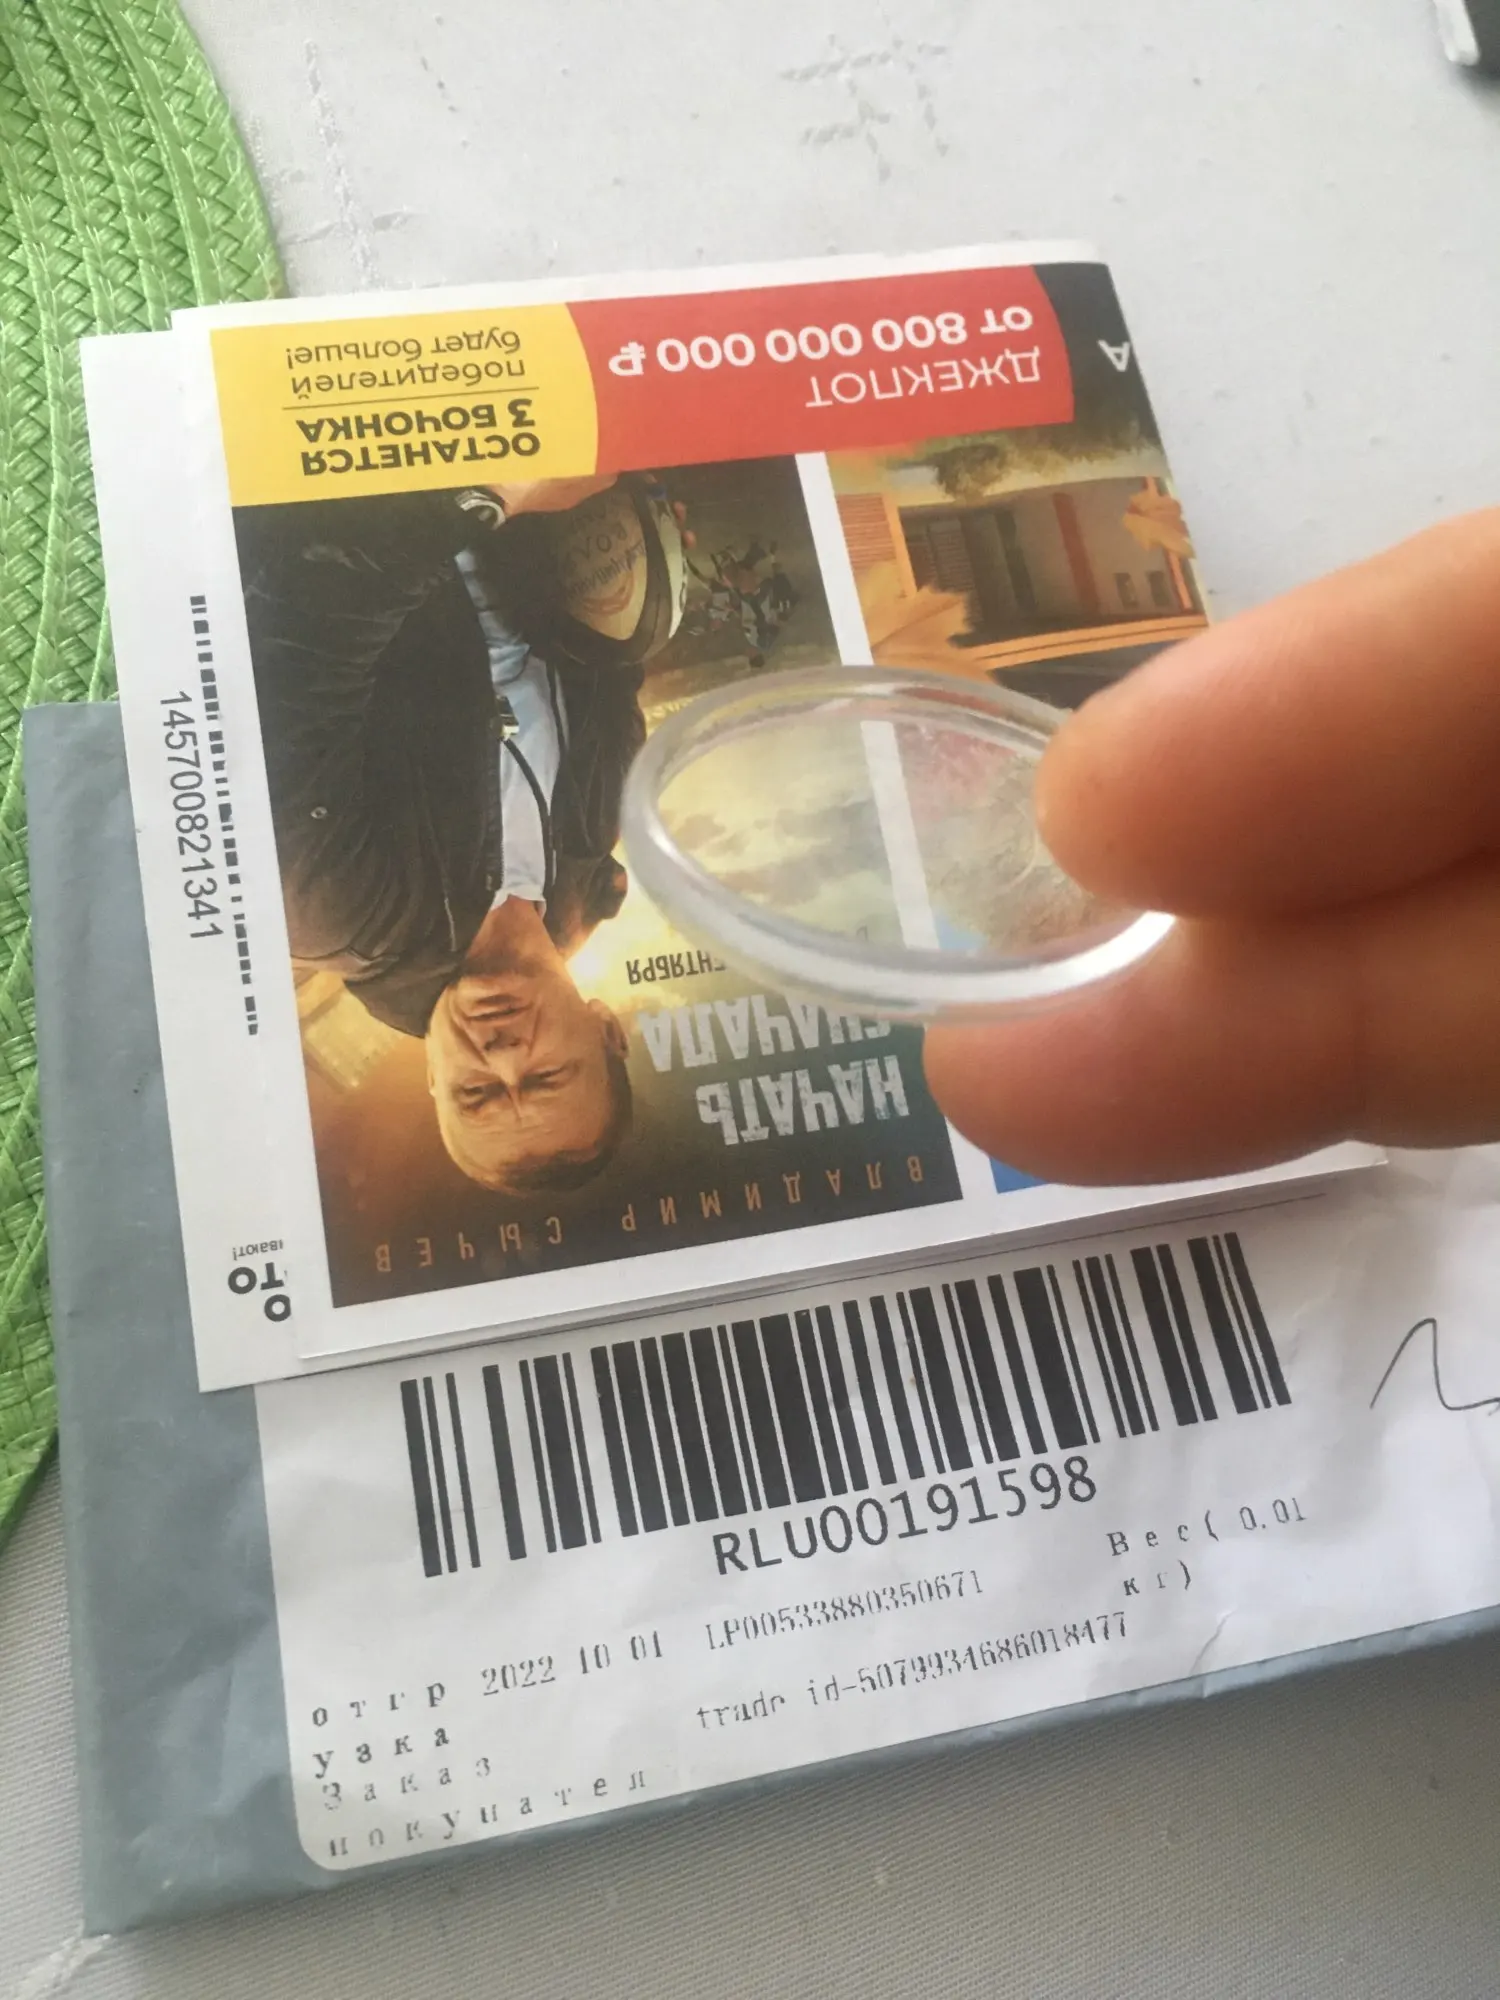 ОСТАНЕТСЯ
3 БОЧОНКА
победителей
будет больше!
ДЖЕКПОТ
ОТ 800 000 000 ₽
А
ВЛАДИМИР СЫЧЕВ
НАЧАТЬ
СНАЧАЛА
145700821341
ТО
О
RLU00191598
отгр 2022 10 01 LP00533880350671 Вес( 0.01
узка кг)
Заказ trade id-5079934686018477
покупател